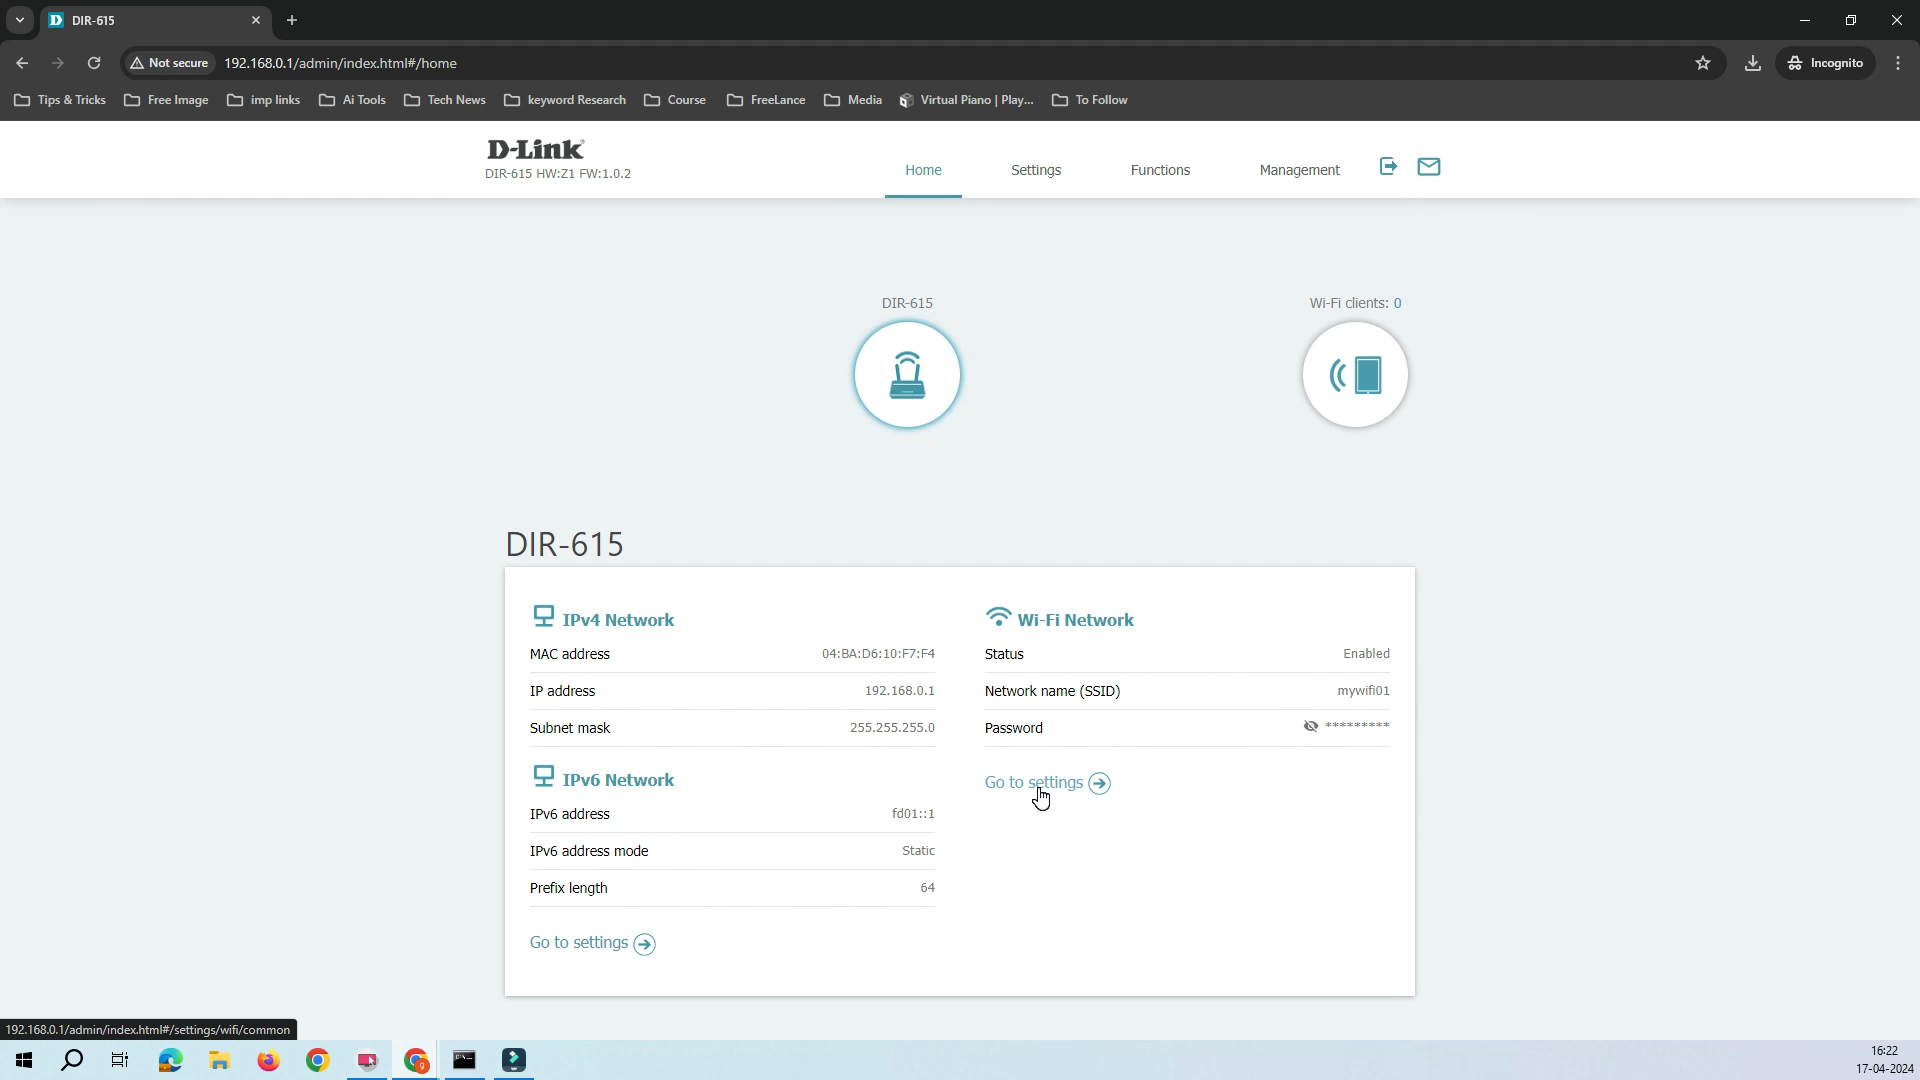 DIR-615
Not secure 192.168.0.1/admin/index.html#/home Incognito
Tips & Tricks Free Image imp links Ai Tools Tech News keyword Research Course FreeLance Media Virtual Piano | Play... To Follow
D-Link
DIR-615 HW:Z1 FW:1.0.2
Home Settings Functions Management
DIR-615 Wi-Fi clients: 0
DIR-615
IPv4 Network
MAC address 04:BA:D6:10:F7:F4
IP address 192.168.0.1
Subnet mask 255.255.255.0
IPv6 Network
IPv6 address fd01::1
IPv6 address mode Static
Prefix length 64
Go to settings
Wi-Fi Network
Status Enabled
Network name (SSID) mywifi01
Password *********
Go to settings
192.168.0.1/admin/index.html#/settings/wifi/common
16:22
17-04-2024